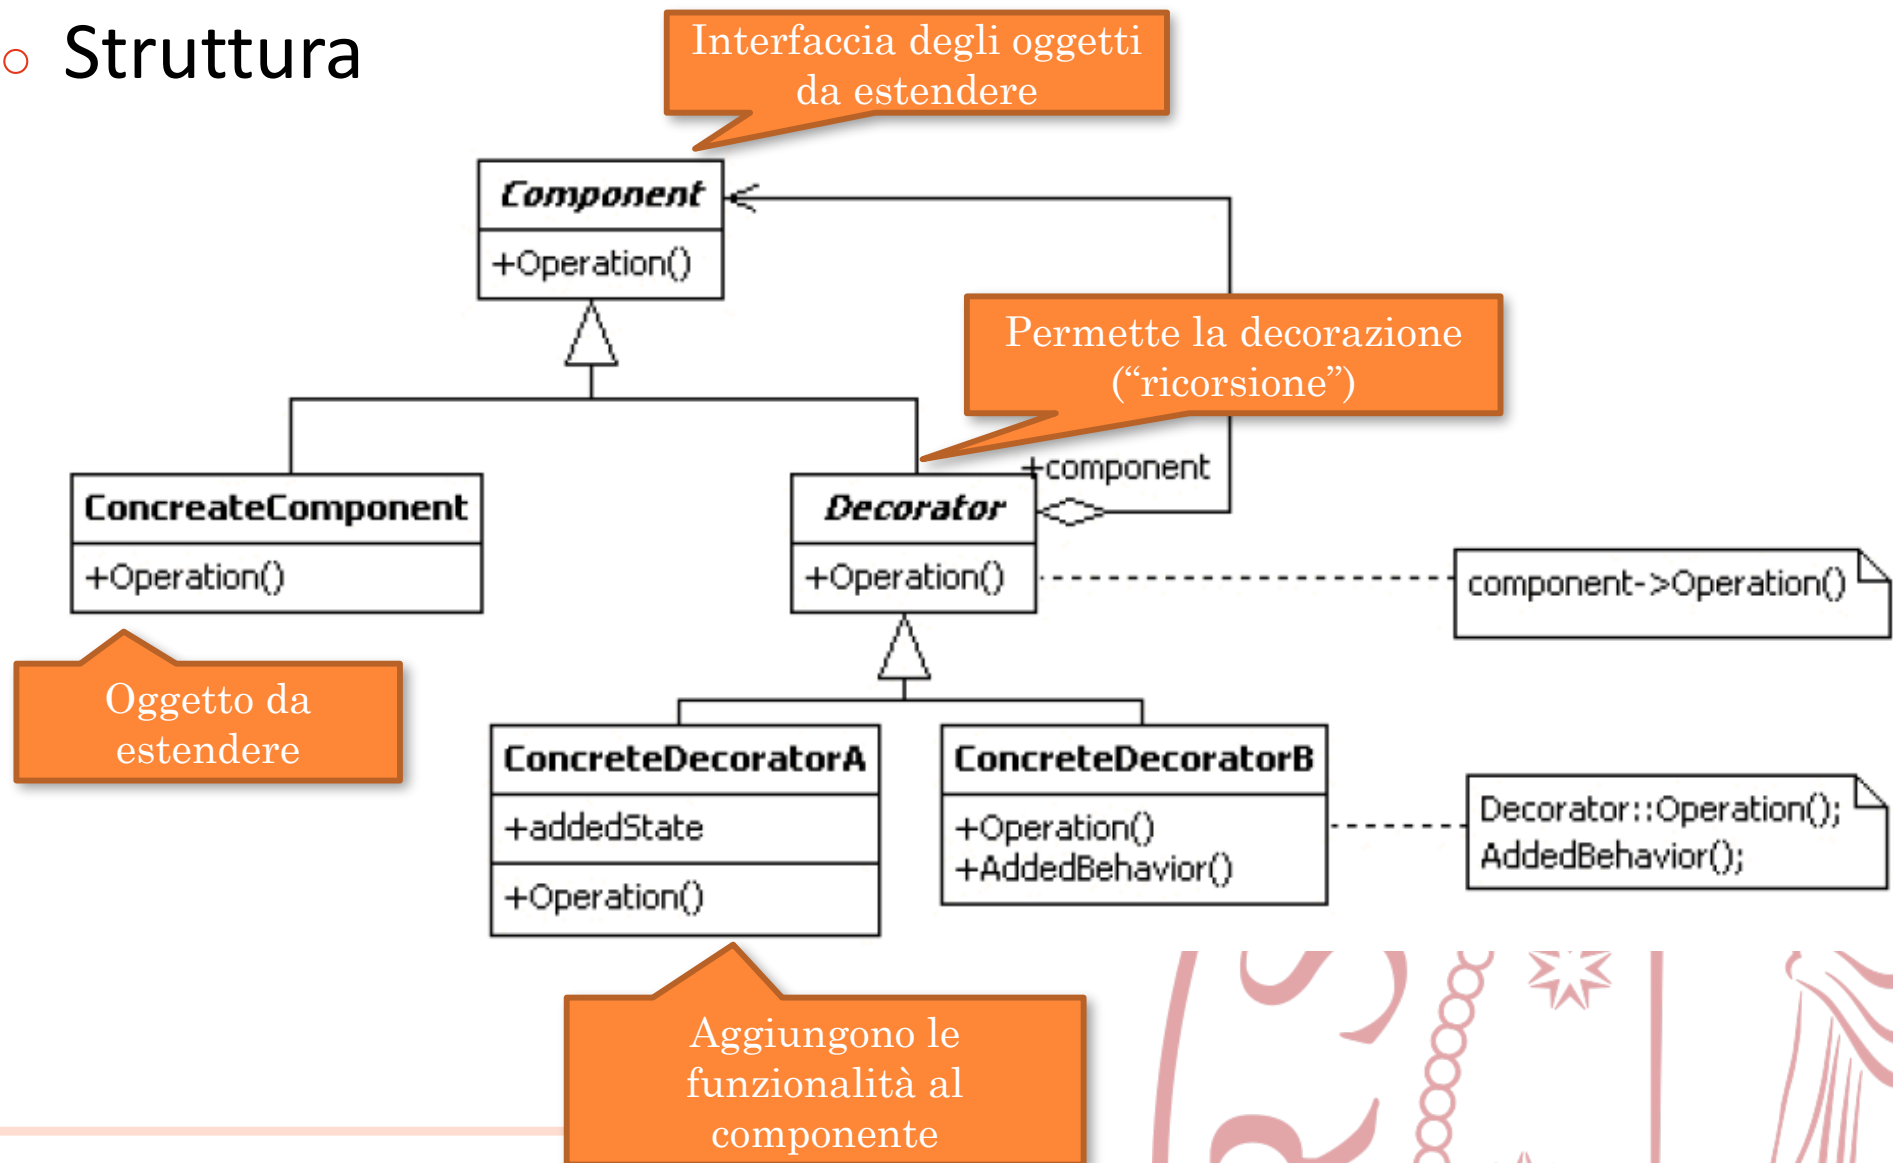 Struttura
Interfaccia degli oggetti
da estendere
Component
+Operation()
Permette la decorazione
(“ricorsione”)
+component
ConcreateComponent
+Operation()
Decorator
+Operation()
component->Operation()
Oggetto da
estendere
ConcreteDecoratorA
+addedState
+Operation()
ConcreteDecoratorB
+Operation()
+AddedBehavior()
Decorator::Operation();
AddedBehavior();
Aggiungono le
funzionalità al
componente